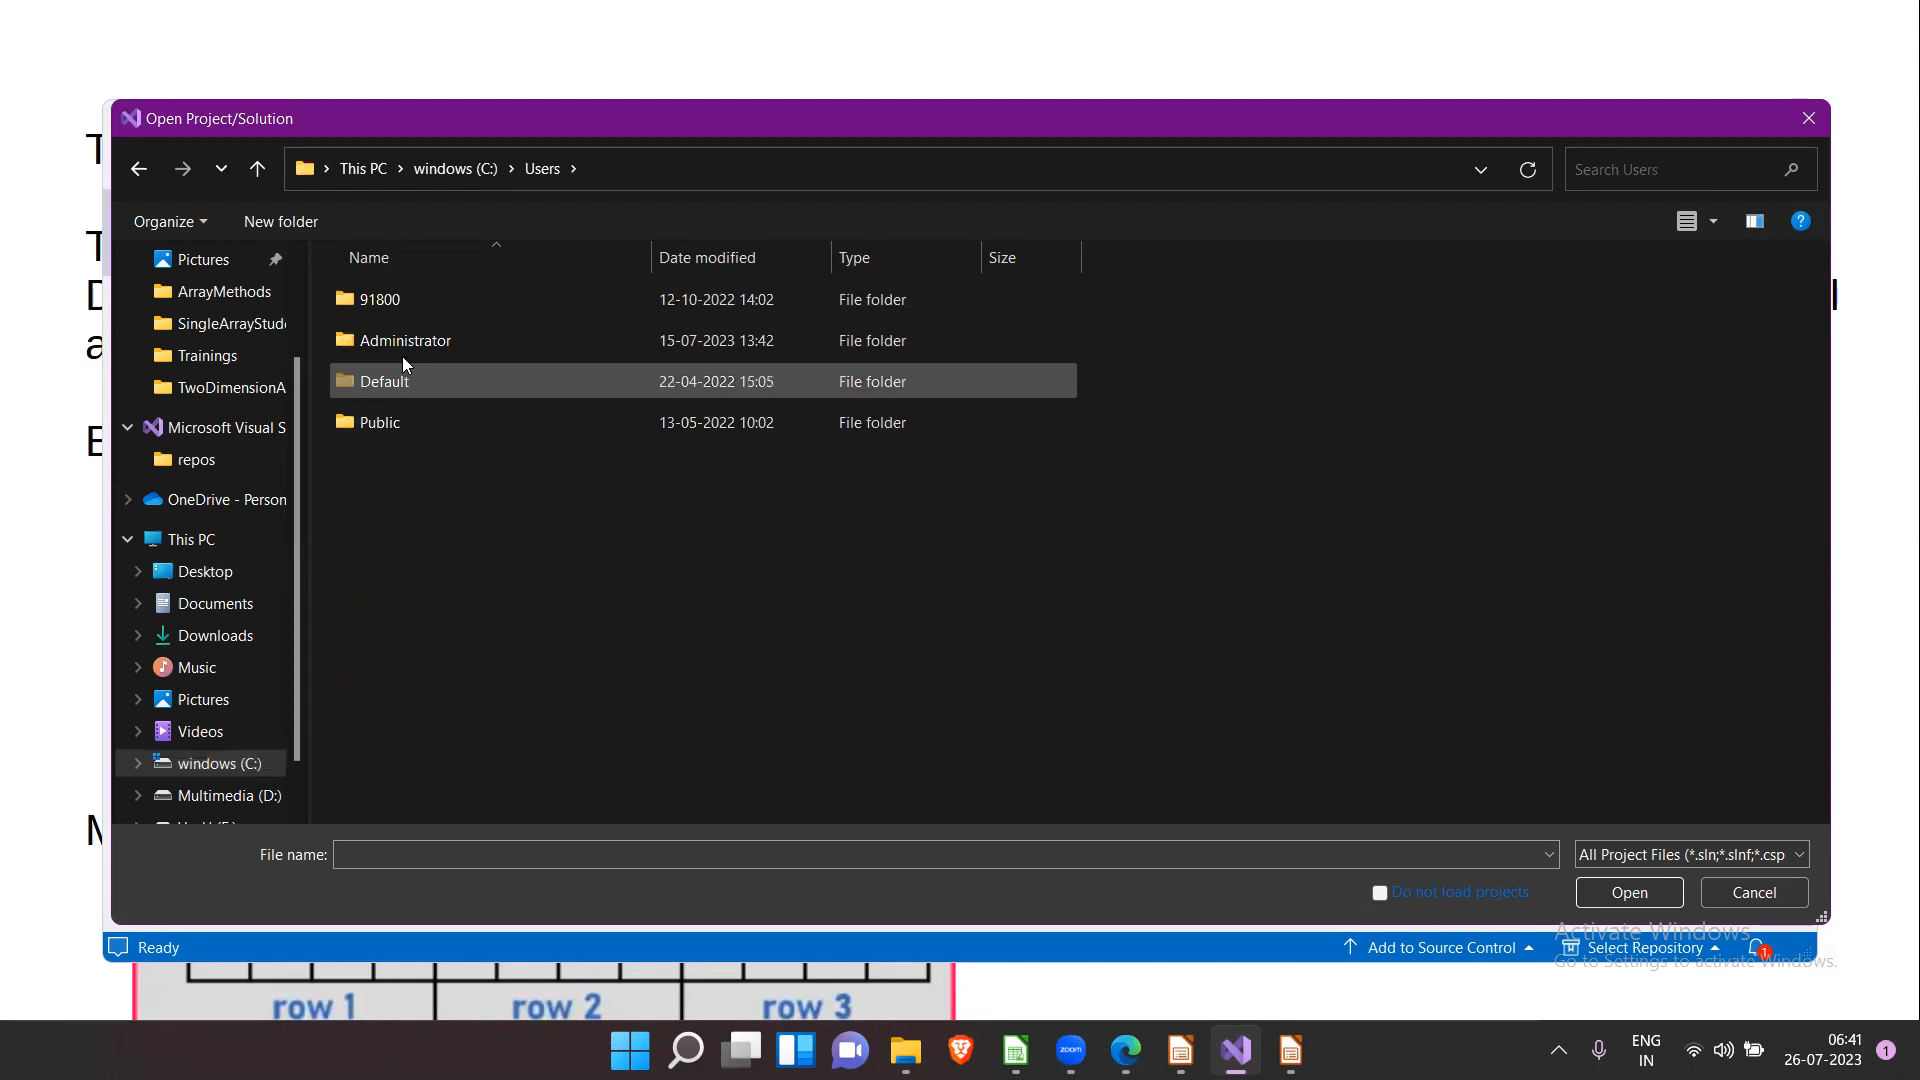 Open Project/Solution
This PC > windows (C:) > Users >
Search Users
Organize
New folder
Name
Date modified
Type
Size
Pictures
ArrayMethods
SingleArrayStude
Trainings
TwoDimensionA
Microsoft Visual S
repos
OneDrive - Person
This PC
Desktop
Documents
Downloads
Music
Pictures
Videos
windows (C:)
Multimedia (D:)
91800 12-10-2022 14:02 File folder
Administrator 15-07-2023 13:42 File folder
Default 22-04-2022 15:05 File folder
Public 13-05-2022 10:02 File folder
File name:
All Project Files (*.sln;*.slnf;*.csp
Do not load projects
Open
Cancel
Activate Windows
Go to Settings to activate Windows.
Ready
Add to Source Control
Select Repository
1
row 1
row 2
row 3
zoom
ENG
IN
06:41
26-07-2023
1